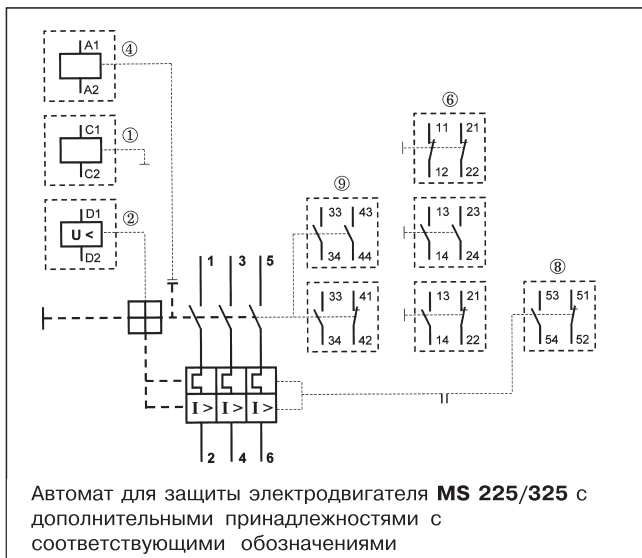 A1 ④
A2
C1 ①
C2
D1 ②
U <
D2
⑥
11 21
12 22
⑨
33 43
34 44
13 23
14 24
⑧
1 3 5
33 41
34 42
13 21
14 22
53 51
54 52
I > I > I >
2 4 6
Автомат для защиты электродвигателя MS 225/325 с
дополнительными принадлежностями с
соответствующими обозначениями